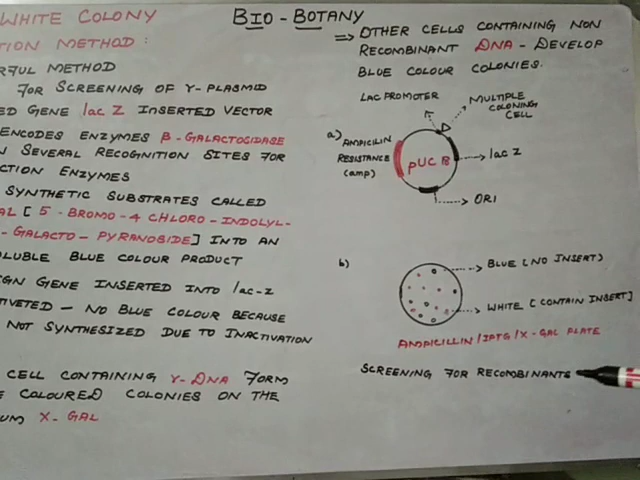 WHITE COLONY
TION METHOD :
RFUL METHOD
FOR SCREENING OF Y-PLASMID
ED GENE lac Z INSERTED VECTOR
ENCODES ENZYMES β-GALACTOSIDASE
N SEVERAL RECOGNITION SITES FOR
CTION ENZYMES
SYNTHETIC SUBSTRATES CALLED
AL [ 5 - BROMO - 4 CHLORO - INDOLYL-
- GALACTO - PYRANOSIDE] INTO AN
OLUBLE BLUE COLOUR PRODUCT
IGN GENE INSERTED INTO lac-z
TIVETED - NO BLUE COLOUR BECAUSE
NOT SYNTHESIZED DUE TO INACTIVATION
CELL CONTAINING Y-DNA FORM
E COLOURED COLONIES ON THE
UM X-GAL
BIO - BOTANY
⇒ OTHER CELLS CONTAINING NON
RECOMBINANT DNA - DEVELOP
BLUE COLOUR COLONIES.
LAC PROMOTER
MULTIPLE
COLONING
CELL
a) AMPICILIN
RESISTANCE
(amp)
pUC 8
lac Z
ORI
b)
BLUE (NO INSERT)
WHITE [CONTAIN INSERT]
AMPICILLIN/IPTG/X-GAL PLATE
SCREENING FOR RECOMBINANTS